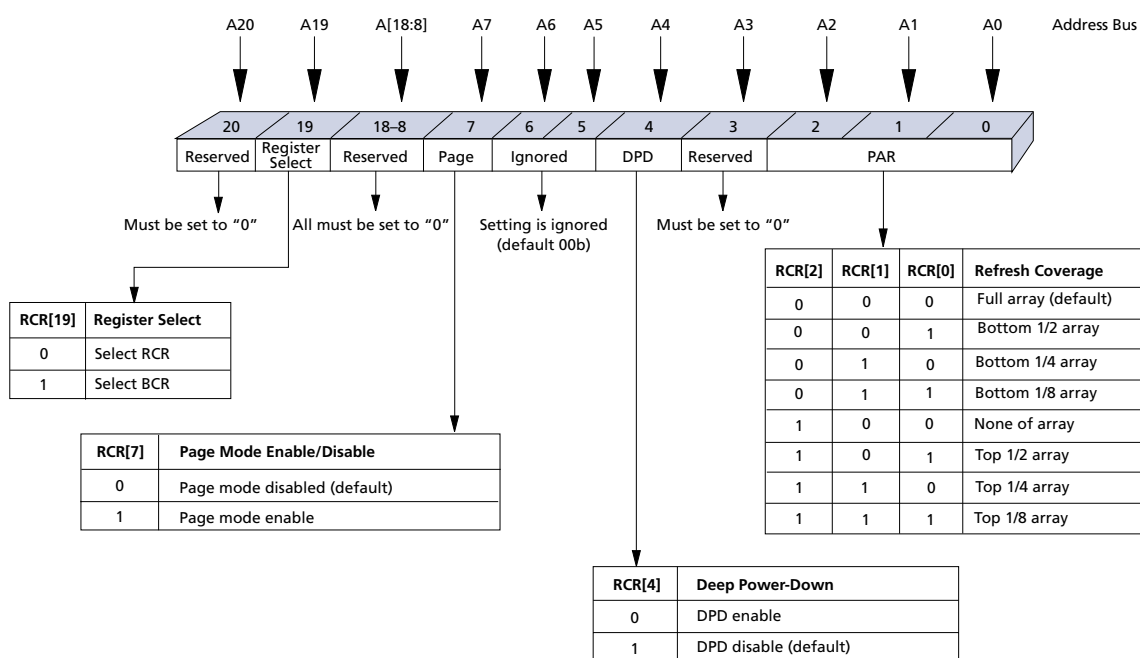 A20 A19 A[18:8] A7 A6 A5 A4 A3 A2 A1 A0 Address Bus
20 19 18–8 7 6 5 4 3 2 1 0
Reserved Register Select Reserved Page Ignored DPD Reserved PAR
Must be set to “0”
All must be set to “0”
Setting is ignored
(default 00b)
Must be set to “0”
RCR[2] RCR[1] RCR[0] Refresh Coverage
0 0 0 Full array (default)
0 0 1 Bottom 1/2 array
0 1 0 Bottom 1/4 array
0 1 1 Bottom 1/8 array
1 0 0 None of array
1 0 1 Top 1/2 array
1 1 0 Top 1/4 array
1 1 1 Top 1/8 array
RCR[19] Register Select
0 Select RCR
1 Select BCR
RCR[7] Page Mode Enable/Disable
0 Page mode disabled (default)
1 Page mode enable
RCR[4] Deep Power-Down
0 DPD enable
1 DPD disable (default)